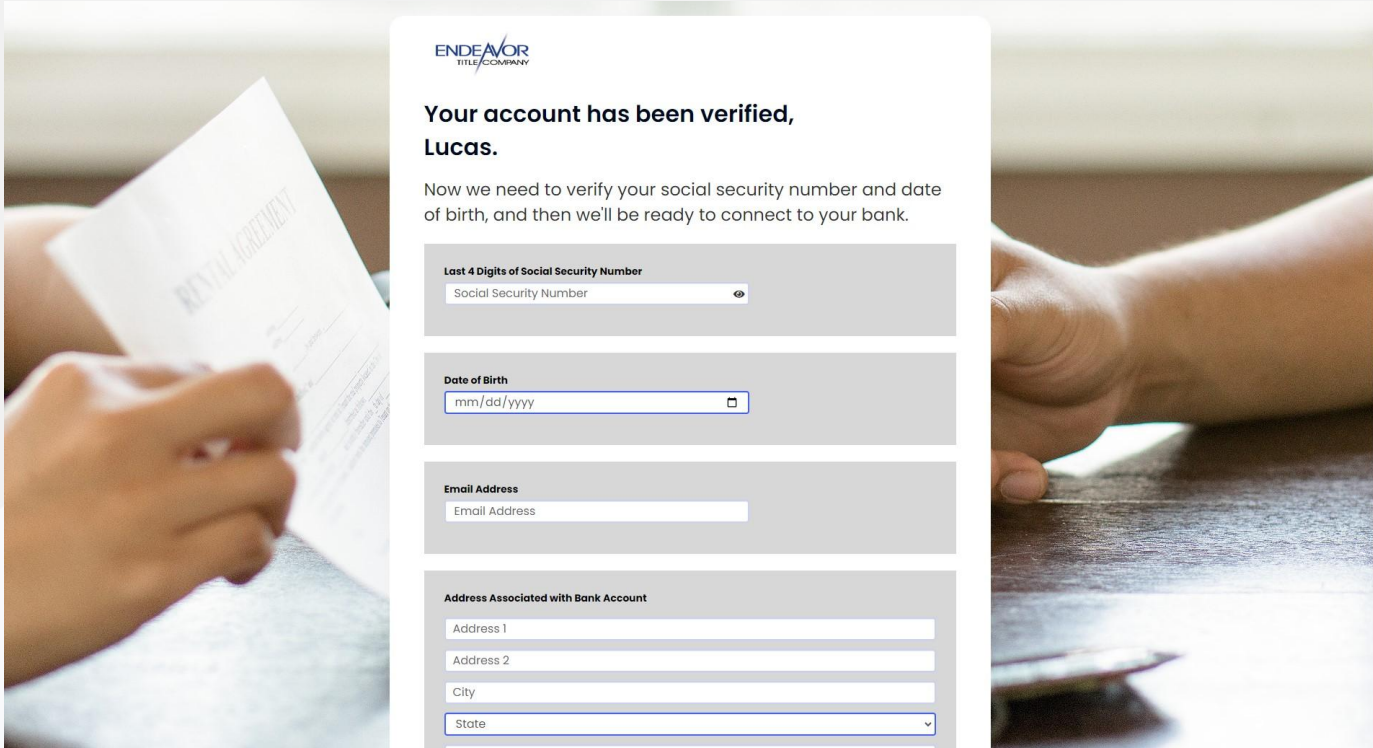 ENDEAVOR
TITLE COMPANY
Your account has been verified,
Lucas.
Now we need to verify your social security number and date
of birth, and then we'll be ready to connect to your bank.
Last 4 Digits of Social Security Number
Social Security Number
Date of Birth
mm/dd/yyyy
Email Address
Email Address
Address Associated with Bank Account
Address 1
Address 2
City
State
RENTAL AGREEMENT